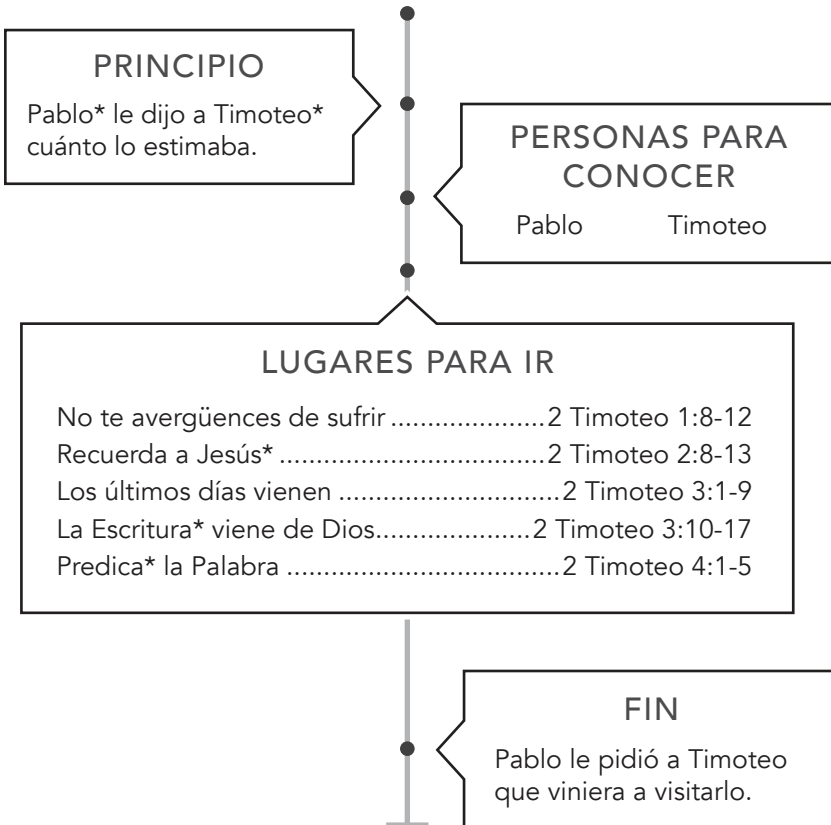 PRINCIPIO
Pablo* le dijo a Timoteo*
cuánto lo estimaba.
PERSONAS PARA
CONOCER
Pablo Timoteo
LUGARES PARA IR
No te avergüences de sufrir....................2 Timoteo 1:8-12
Recuerda a Jesús*..................................2 Timoteo 2:8-13
Los últimos días vienen.............................2 Timoteo 3:1-9
La Escritura* viene de Dios....................2 Timoteo 3:10-17
Predica* la Palabra...................................2 Timoteo 4:1-5
FIN
Pablo le pidió a Timoteo
que viniera a visitarlo.